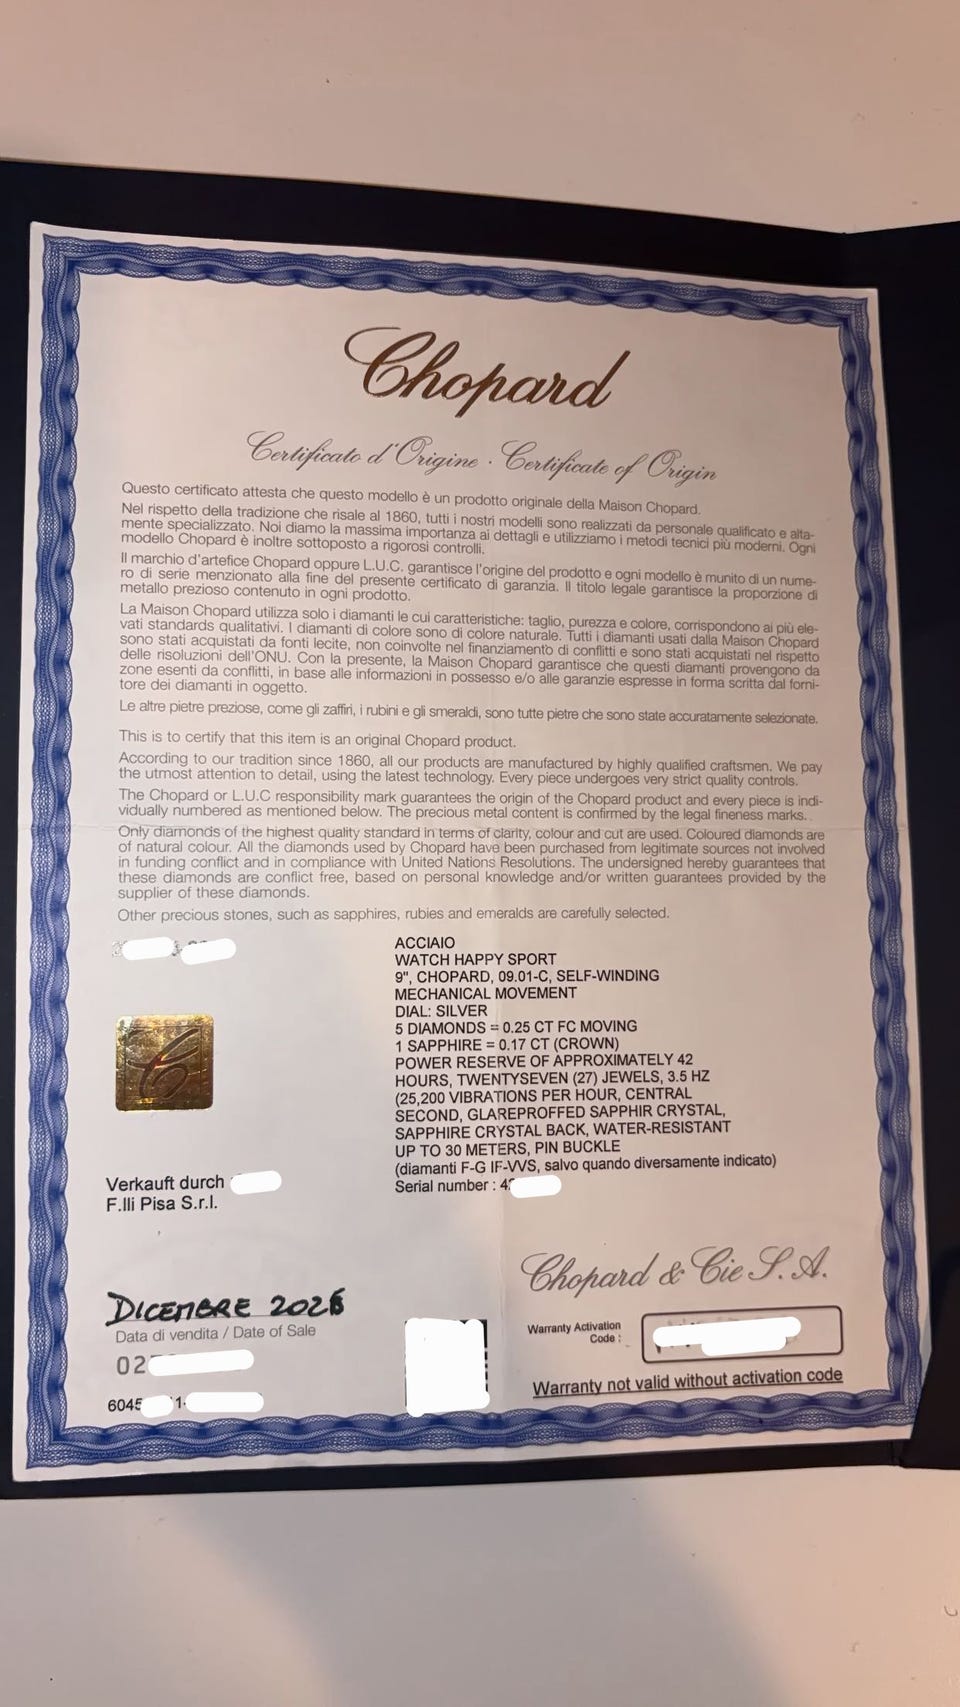 Chopard
Certificato d'Origine · Certificate of Origin
Questo certificato attesta che questo modello è un prodotto originale della Maison Chopard.
Nel rispetto della tradizione che risale al 1860, tutti i nostri modelli sono realizzati da personale qualificato e alta-
mente specializzato. Noi diamo la massima importanza ai dettagli e utilizziamo i metodi tecnici più moderni. Ogni
modello Chopard è inoltre sottoposto a rigorosi controlli.
Il marchio d'artefice Chopard oppure L.U.C. garantisce l'origine del prodotto e ogni modello è munito di un nume-
ro di serie menzionato alla fine del presente certificato di garanzia. Il titolo legale garantisce la proporzione di
metallo prezioso contenuto in ogni prodotto.
La Maison Chopard utilizza solo i diamanti le cui caratteristiche: taglio, purezza e colore, corrispondono ai più ele-
vati standards qualitativi. I diamanti di colore sono di colore naturale. Tutti i diamanti usati dalla Maison Chopard
sono stati acquistati da fonti lecite, non coinvolte nel finanziamento di conflitti e sono stati acquistati nel rispetto
delle risoluzioni dell'ONU. Con la presente, la Maison Chopard garantisce che questi diamanti provengono da
zone esenti da conflitti, in base alle informazioni in possesso e/o alle garanzie espresse in forma scritta dal forni-
tore dei diamanti in oggetto.
Le altre pietre preziose, come gli zaffiri, i rubini e gli smeraldi, sono tutte pietre che sono state accuratamente selezionate.
This is to certify that this item is an original Chopard product.
According to our tradition since 1860, all our products are manufactured by highly qualified craftsmen. We pay
the utmost attention to detail, using the latest technology. Every piece undergoes very strict quality controls.
The Chopard or L.U.C responsibility mark guarantees the origin of the Chopard product and every piece is indi-
vidually numbered as mentioned below. The precious metal content is confirmed by the legal fineness marks.
Only diamonds of the highest quality standard in terms of clarity, colour and cut are used. Coloured diamonds are
of natural colour. All the diamonds used by Chopard have been purchased from legitimate sources not involved
in funding conflict and in compliance with United Nations Resolutions. The undersigned hereby guarantees that
these diamonds are conflict free, based on personal knowledge and/or written guarantees provided by the
supplier of these diamonds.
Other precious stones, such as sapphires, rubies and emeralds are carefully selected.
ACCIAIO
WATCH HAPPY SPORT
9", CHOPARD, 09.01-C, SELF-WINDING
MECHANICAL MOVEMENT
DIAL: SILVER
5 DIAMONDS = 0.25 CT FC MOVING
1 SAPPHIRE = 0.17 CT (CROWN)
POWER RESERVE OF APPROXIMATELY 42
HOURS, TWENTYSEVEN (27) JEWELS, 3.5 HZ
(25,200 VIBRATIONS PER HOUR, CENTRAL
SECOND, GLAREPROFFED SAPPHIR CRYSTAL,
SAPPHIRE CRYSTAL BACK, WATER-RESISTANT
UP TO 30 METERS, PIN BUCKLE
(diamanti F-G IF-VVS, salvo quando diversamente indicato)
Serial number : 4
Verkauft durch
F.lli Pisa S.r.l.
Chopard & Cie S.A.
DICEMBRE 2026
Data di vendita / Date of Sale
Warranty Activation
Code :
02
6045 1
Warranty not valid without activation code